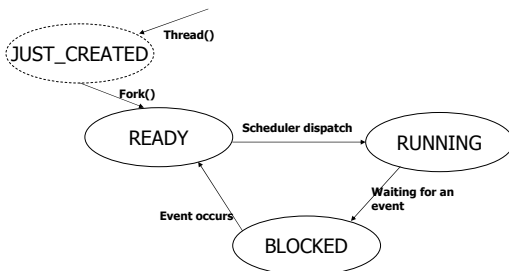 Thread()
JUST_CREATED
Fork()
READY
Scheduler dispatch
RUNNING
Waiting for an
event
Event occurs
BLOCKED